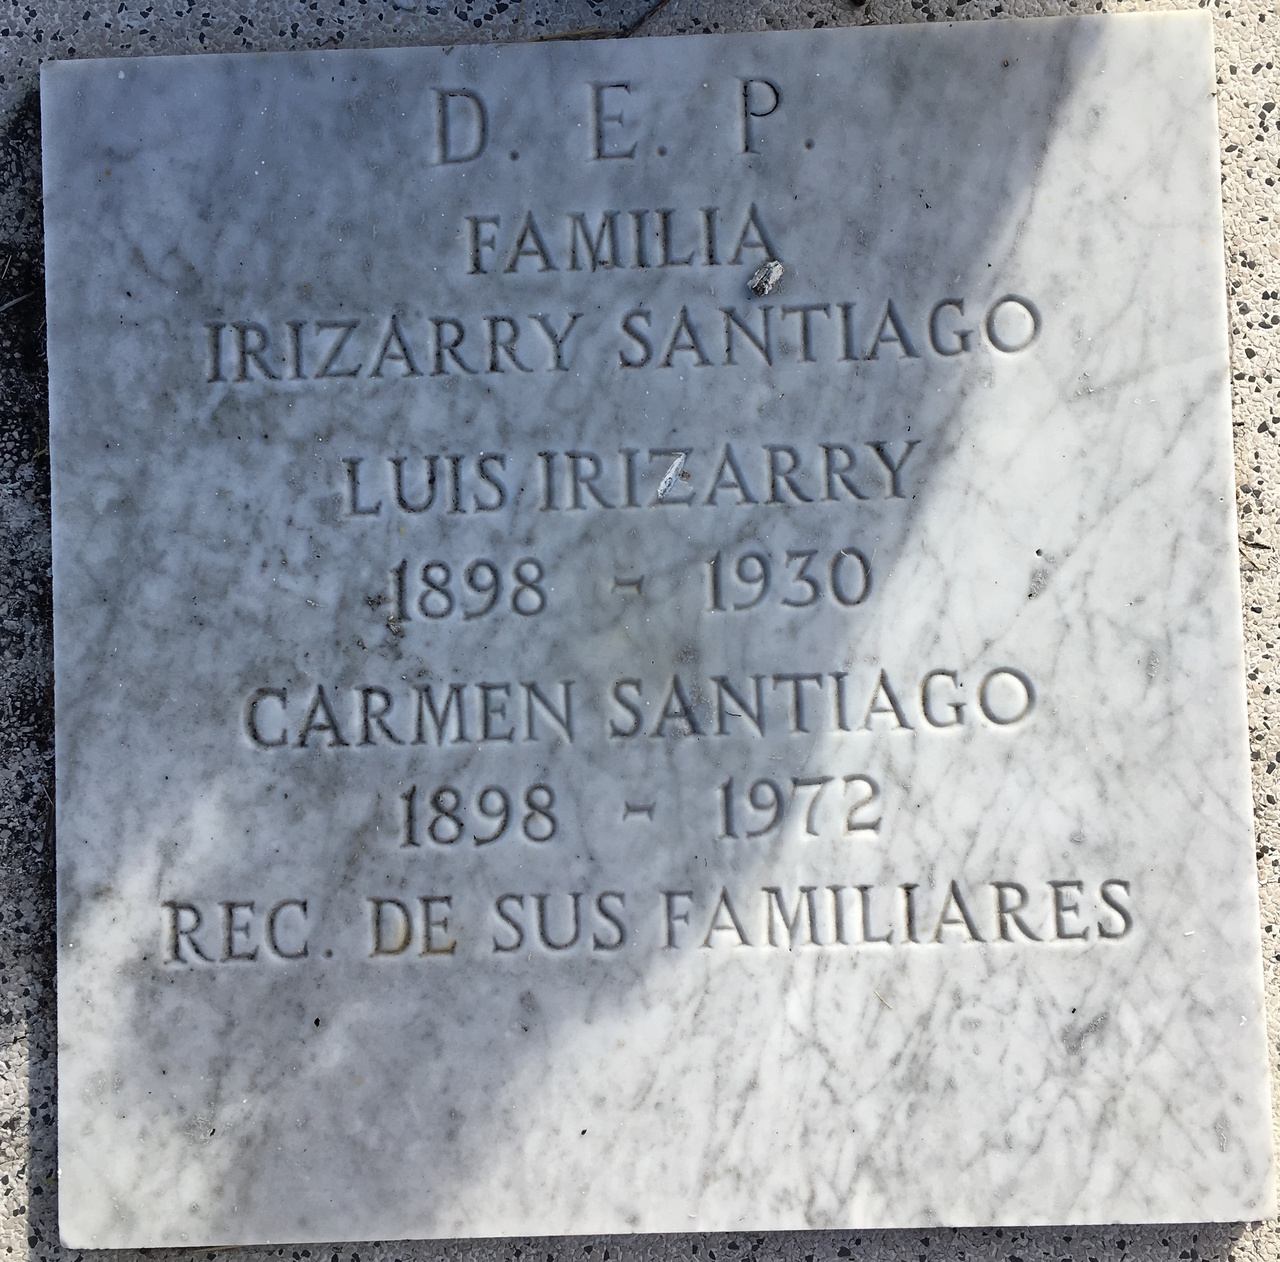 D. E. P.
FAMILIA
IRIZARRY SANTIAGO
LUIS IRIZARRY
1898 - 1930
CARMEN SANTIAGO
1898 - 1972
REC. DE SUS FAMILIARES